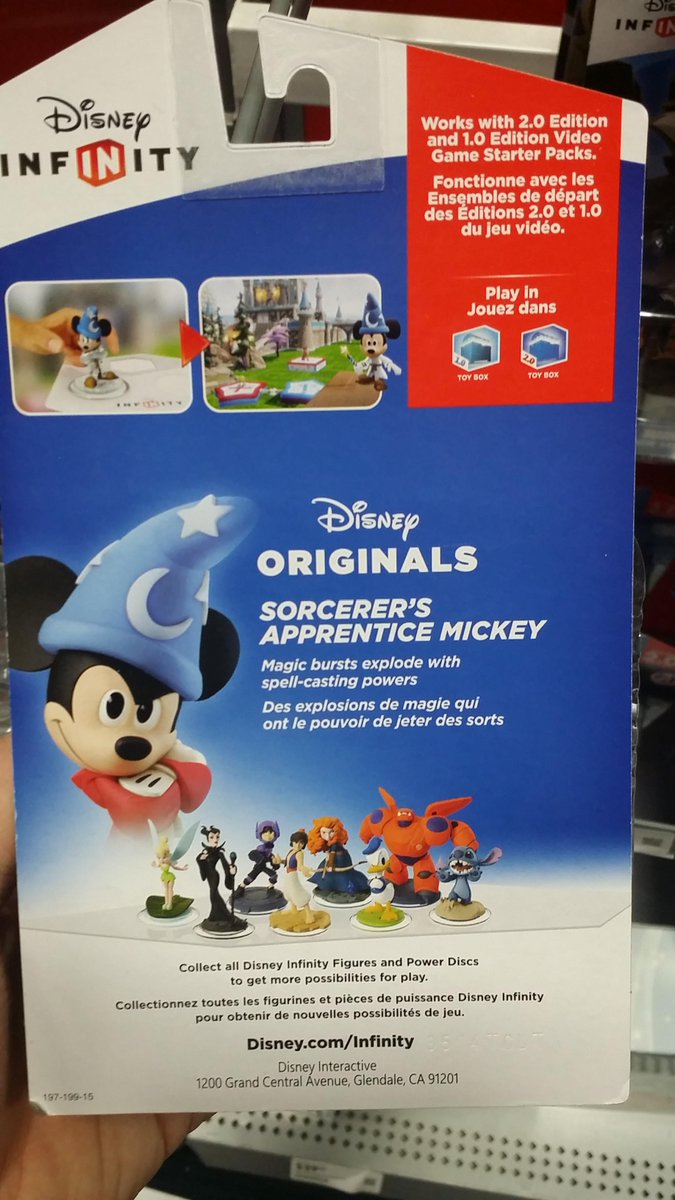 Disney
INFINITY
Works with 2.0 Edition
and 1.0 Edition Video
Game Starter Packs.
Fonctionne avec les
Ensembles de départ
des Éditions 2.0 et 1.0
du jeu vidéo.
Play in
Jouez dans
1.0
TOY BOX
2.0
TOY BOX
INFINITY
Disney
ORIGINALS
SORCERER'S
APPRENTICE MICKEY
Magic bursts explode with
spell-casting powers
Des explosions de magie qui
ont le pouvoir de jeter des sorts
Collect all Disney Infinity Figures and Power Discs
to get more possibilities for play.
Collectionnez toutes les figurines et pièces de puissance Disney Infinity
pour obtenir de nouvelles possibilités de jeu.
Disney.com/Infinity
Disney Interactive
1200 Grand Central Avenue, Glendale, CA 91201
197-199-15